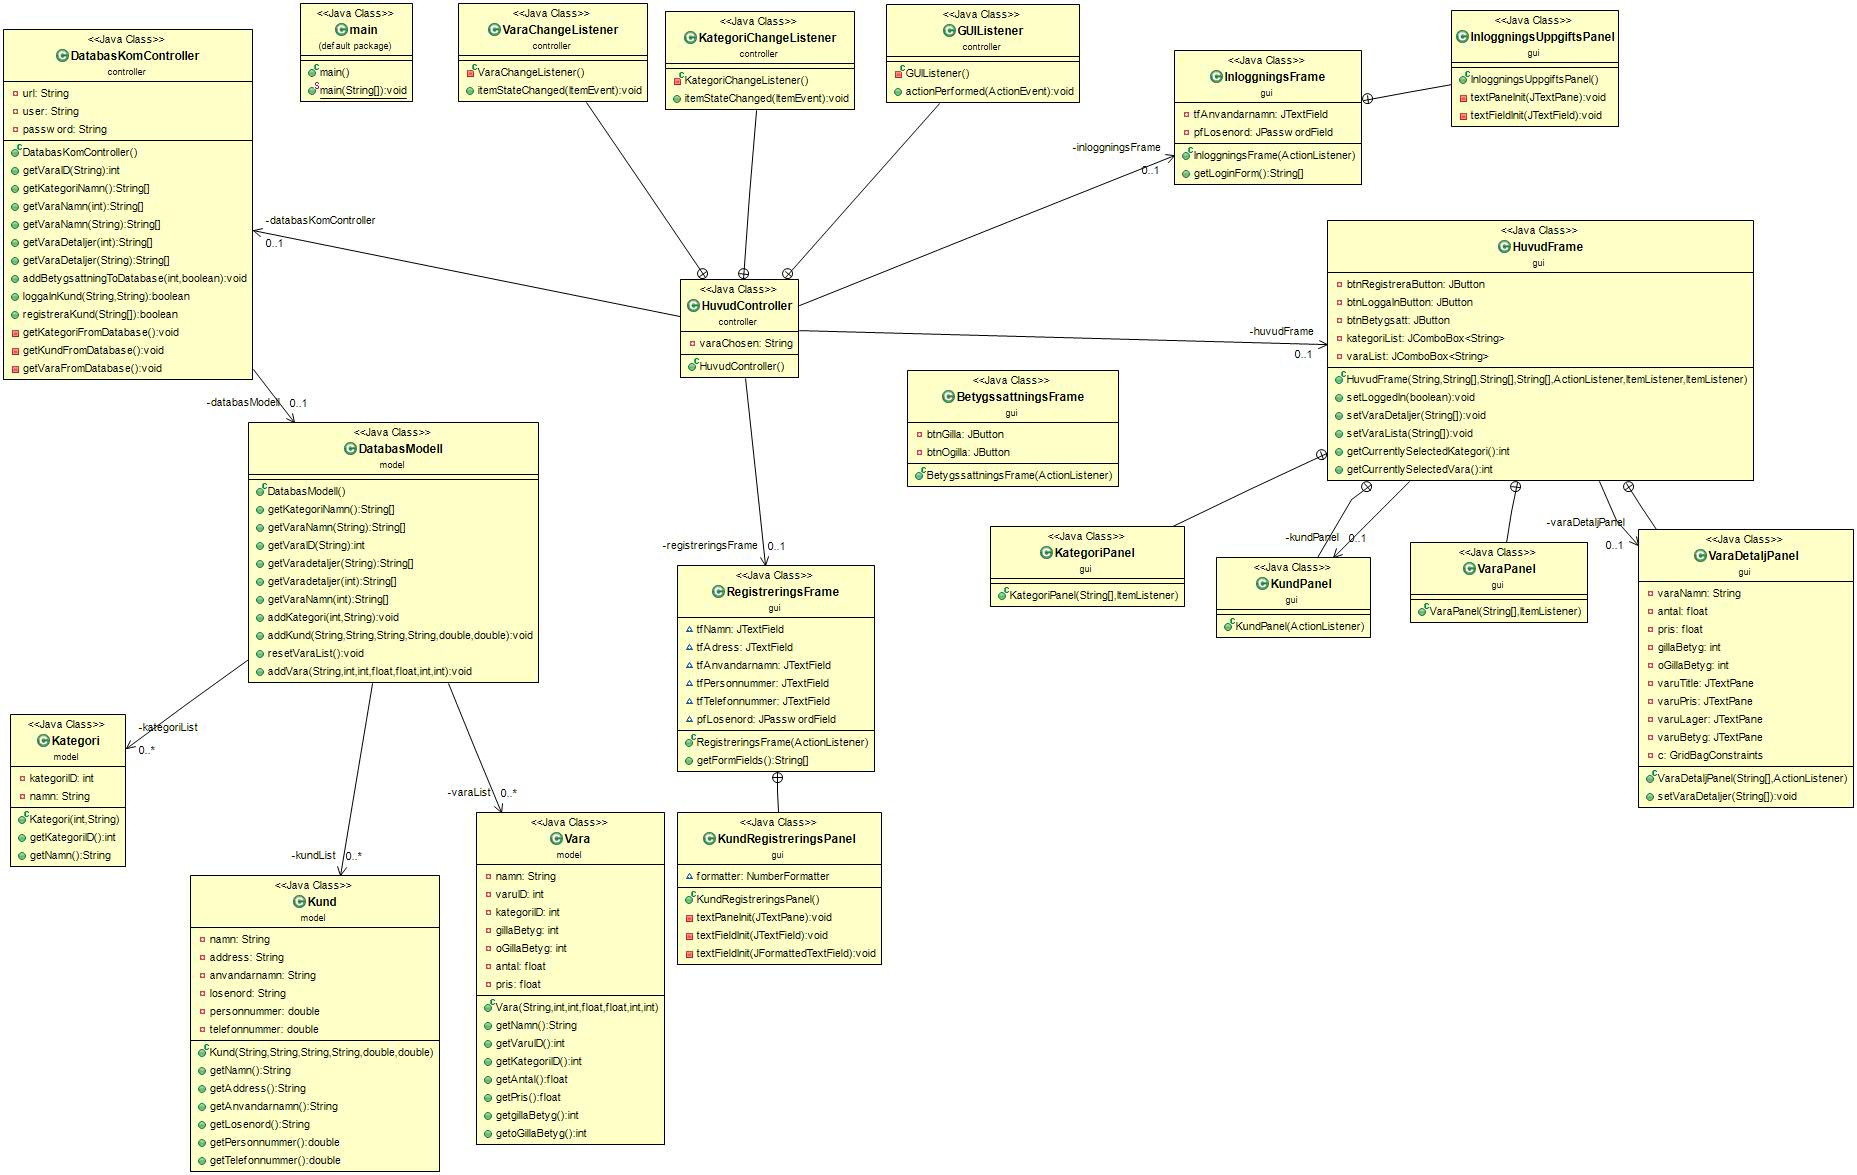 <<Java Class>>
DatabasKomController
controller
url: String
user: String
password: String
DatabasKomController()
getVaraID(String):int
getKategoriNamn():String[]
getVaraNamn(int):String[]
getVaraNamn(String):String[]
getVaraDetaljer(int):String[]
getVaraDetaljer(String):String[]
addBetygsattningToDatabase(int,boolean):void
loggaInKund(String,String):boolean
registreraKund(String[]):boolean
getKategoriFromDatabase():void
getKundFromDatabase():void
getVaraFromDatabase():void
<<Java Class>>
main
(default package)
main()
main(String[]):void
<<Java Class>>
VaraChangeListener
controller
VaraChangeListener()
itemStateChanged(ItemEvent):void
<<Java Class>>
KategoriChangeListener
controller
KategoriChangeListener()
itemStateChanged(ItemEvent):void
<<Java Class>>
GUIListener
controller
GUIListener()
actionPerformed(ActionEvent):void
<<Java Class>>
InloggningsFrame
gui
tfAnvandarnamn: JTextField
pfLosenord: JPasswordField
InloggningsFrame(ActionListener)
getLoginForm():String[]
<<Java Class>>
InloggningsUppgiftsPanel
gui
InloggningsUppgiftsPanel()
textPaneInit(JTextPane):void
textFieldInit(JTextField):void
-inloggningsFrame
0..1
-databasKomController
0..1
<<Java Class>>
HuvudController
controller
varaChosen: String
HuvudController()
-huvudFrame
0..1
<<Java Class>>
HuvudFrame
gui
btnRegistreraButton: JButton
btnLoggaInButton: JButton
btnBetygsatt: JButton
kategoriList: JComboBox<String>
varaList: JComboBox<String>
HuvudFrame(String,String[],String[],String[],ActionListener,ItemListener,ItemListener)
setLoggedIn(boolean):void
setVaraDetaljer(String[]):void
setVaraLista(String[]):void
getCurrentlySelectedKategori():int
getCurrentlySelectedVara():int
<<Java Class>>
BetygssattningsFrame
gui
btnGilla: JButton
btnOgilla: JButton
BetygssattningsFrame(ActionListener)
-databasModell
0..1
<<Java Class>>
DatabasModell
model
DatabasModell()
getKategoriNamn():String[]
getVaraNamn(String):String[]
getVaraID(String):int
getVaradetaljer(String):String[]
getVaradetaljer(int):String[]
getVaraNamn(int):String[]
addKategori(int,String):void
addKund(String,String,String,String,double,double):void
resetVaraList():void
addVara(String,int,int,float,float,int,int):void
-registreringsFrame
0..1
<<Java Class>>
RegistreringsFrame
gui
tfNamn: JTextField
tfAdress: JTextField
tfAnvandarnamn: JTextField
tfPersonnummer: JTextField
tfTelefonnummer: JTextField
pfLosenord: JPasswordField
RegistreringsFrame(ActionListener)
getFormFields():String[]
<<Java Class>>
KategoriPanel
gui
KategoriPanel(String[],ItemListener)
-kundPanel
0..1
<<Java Class>>
KundPanel
gui
KundPanel(ActionListener)
<<Java Class>>
VaraPanel
gui
VaraPanel(String[],ItemListener)
-varaDetaljPanel
0..1
<<Java Class>>
VaraDetaljPanel
gui
varaNamn: String
antal: float
pris: float
gillaBetyg: int
oGillaBetyg: int
varuTitle: JTextPane
varuPris: JTextPane
varuLager: JTextPane
varuBetyg: JTextPane
c: GridBagConstraints
VaraDetaljPanel(String[],ActionListener)
setVaraDetaljer(String[]):void
-kategoriList
0..*
<<Java Class>>
Kategori
model
kategoriID: int
namn: String
Kategori(int,String)
getKategoriID():int
getNamn():String
-kundList
0..*
<<Java Class>>
Kund
model
namn: String
address: String
anvandarnamn: String
losenord: String
personnummer: double
telefonnummer: double
Kund(String,String,String,String,double,double)
getNamn():String
getAddress():String
getAnvandarnamn():String
getLosenord():String
getPersonnummer():double
getTelefonnummer():double
-varaList
0..*
<<Java Class>>
Vara
model
namn: String
varuID: int
kategoriID: int
gillaBetyg: int
oGillaBetyg: int
antal: float
pris: float
Vara(String,int,int,float,float,int,int)
getNamn():String
getVaruID():int
getKategoriID():int
getAntal():float
getPris():float
getgillaBetyg():int
getoGillaBetyg():int
<<Java Class>>
KundRegistreringsPanel
gui
formatter: NumberFormatter
KundRegistreringsPanel()
textPaneInit(JTextPane):void
textFieldInit(JTextField):void
textFieldInit(JFormattedTextField):void